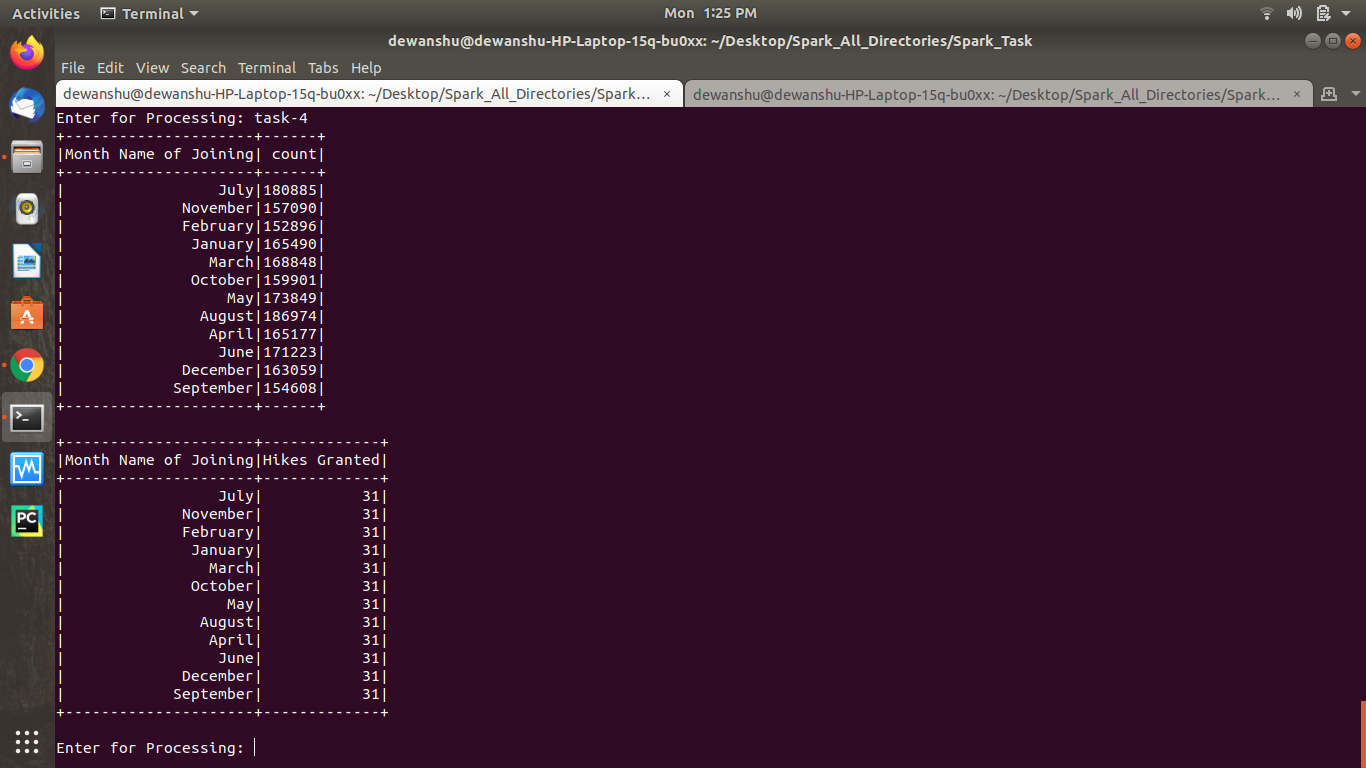 Activities Terminal Mon 1:25 PM
dewanshu@dewanshu-HP-Laptop-15q-bu0xx: ~/Desktop/Spark_All_Directories/Spark_Task
File Edit View Search Terminal Tabs Help
dewanshu@dewanshu-HP-Laptop-15q-bu0xx: ~/Desktop/Spark_All_Directories/Spark... × dewanshu@dewanshu-HP-Laptop-15q-bu0xx: ~/Desktop/Spark_All_Directories/Spark... ×
Enter for Processing: task-4
+---------------------+------+
|Month Name of Joining| count|
+---------------------+------+
|                 July|180885|
|             November|157090|
|             February|152896|
|              January|165490|
|                March|168848|
|              October|159901|
|                  May|173849|
|               August|186974|
|                April|165177|
|                 June|171223|
|             December|163059|
|            September|154608|
+---------------------+------+
+---------------------+-------------+
|Month Name of Joining|Hikes Granted|
+---------------------+-------------+
|                 July|           31|
|             November|           31|
|             February|           31|
|              January|           31|
|                March|           31|
|              October|           31|
|                  May|           31|
|               August|           31|
|                April|           31|
|                 June|           31|
|             December|           31|
|            September|           31|
+---------------------+-------------+
Enter for Processing:
PC